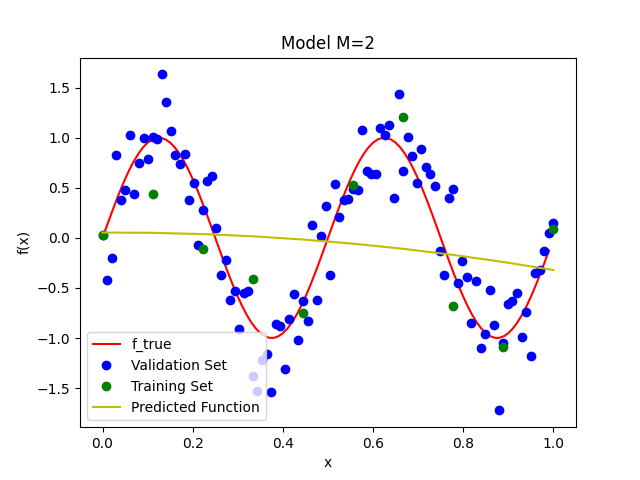 Model M=2
f(x)
1.5
1.0
0.5
0.0
−0.5
−1.0
−1.5
f_true
Validation Set
Training Set
Predicted Function
0.0 0.2 0.4 0.6 0.8 1.0
x